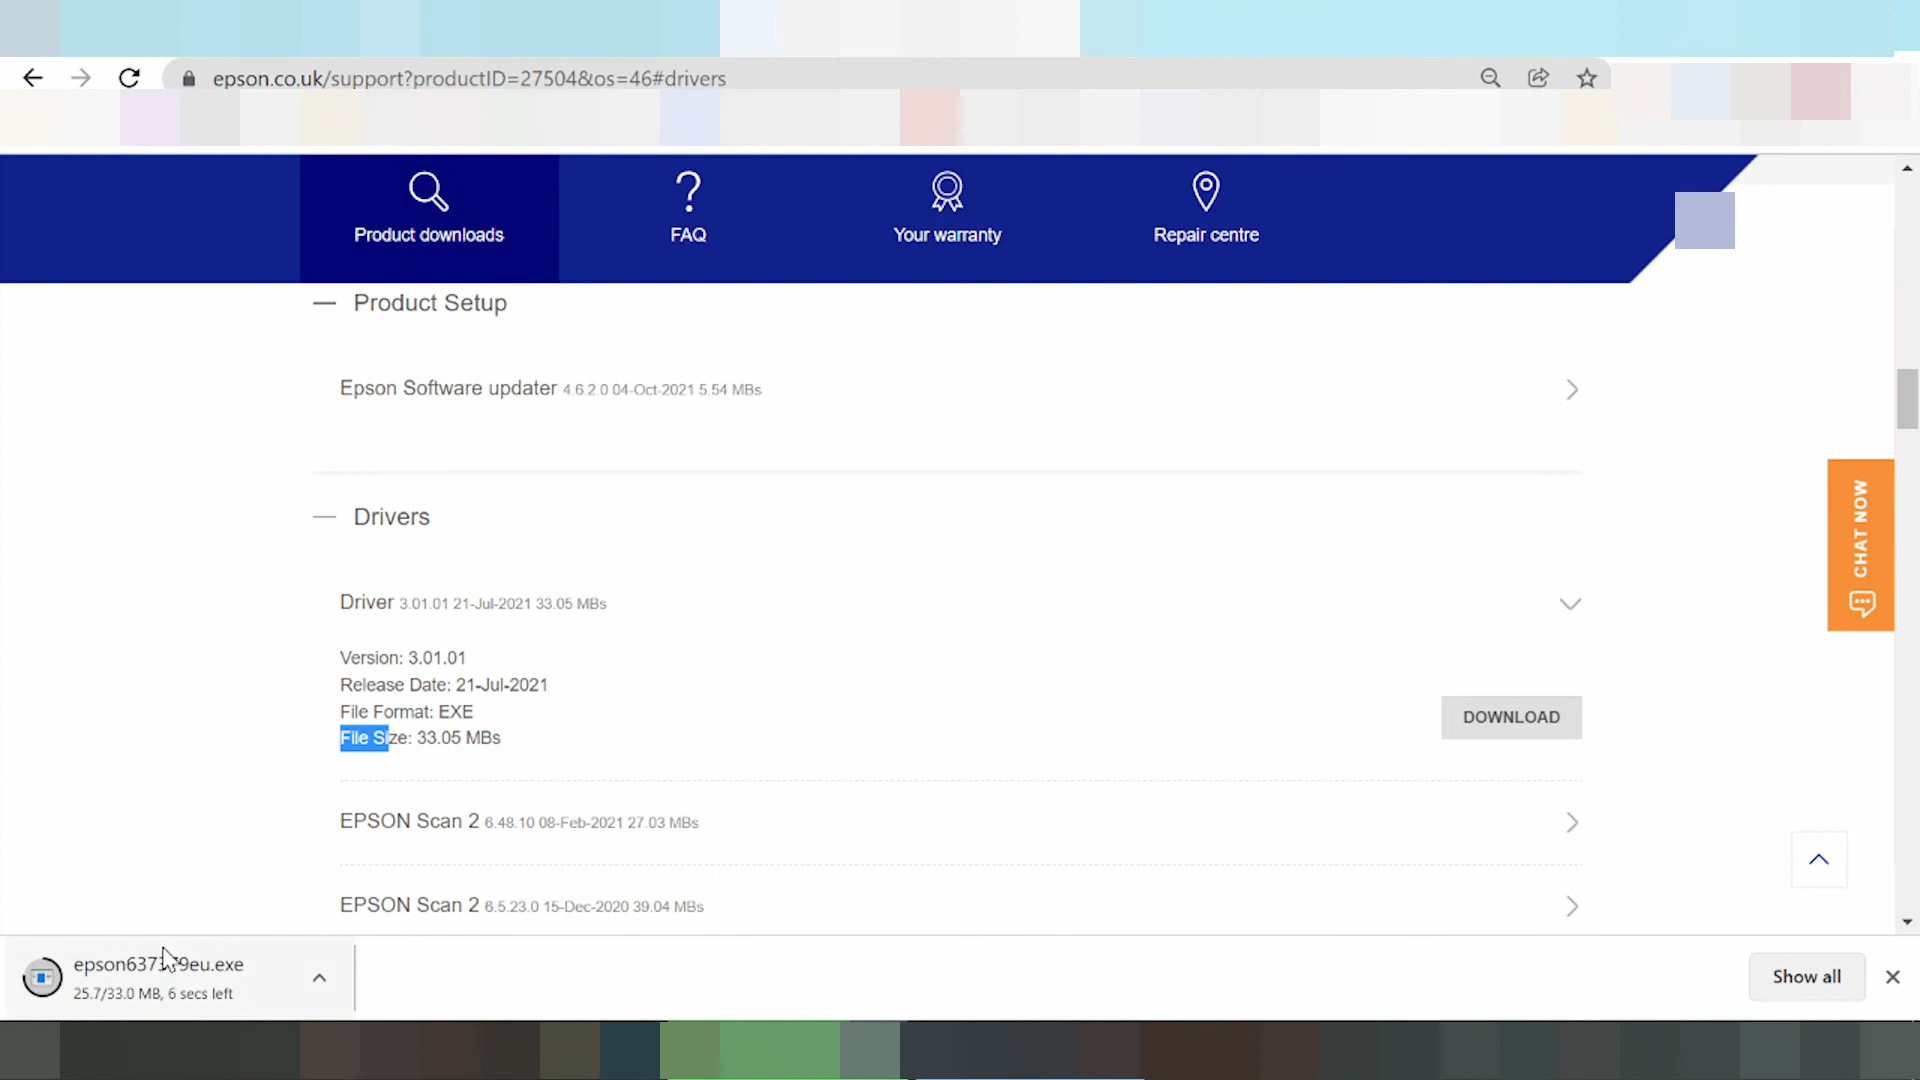 epson.co.uk/support?productID=27504&os=46#drivers
Product downloads
FAQ
Your warranty
Repair centre
Product Setup
Epson Software updater 4.6.2.0 04-Oct-2021 5.54 MBs
Drivers
Driver 3.01.01 21-Jul-2021 33.05 MBs
Version: 3.01.01
Release Date: 21-Jul-2021
File Format: EXE
File Size: 33.05 MBs
DOWNLOAD
EPSON Scan 2 6.48.10 08-Feb-2021 27.03 MBs
EPSON Scan 2 6.5.23.0 15-Dec-2020 39.04 MBs
CHAT NOW
25.7/33.0 MB, 6 secs left
Show all